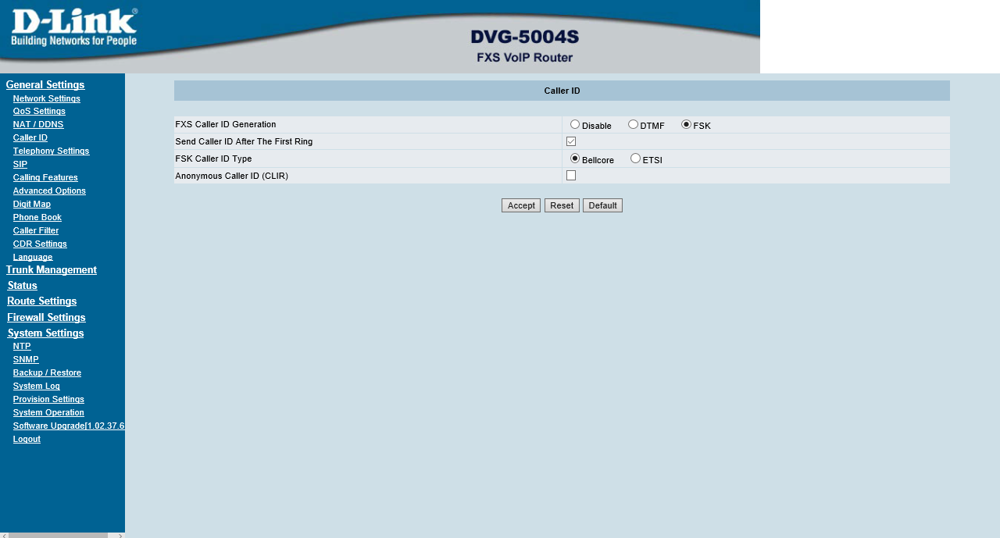 D-Link®
Building Networks for People
DVG-5004S
FXS VoIP Router
General Settings
Network Settings
QoS Settings
NAT / DDNS
Caller ID
Telephony Settings
SIP
Calling Features
Advanced Options
Digit Map
Phone Book
Caller Filter
CDR Settings
Language
Trunk Management
Status
Route Settings
Firewall Settings
System Settings
NTP
SNMP
Backup / Restore
System Log
Provision Settings
System Operation
Software Upgrade[1.02.37.6
Logout
Caller ID
FXS Caller ID Generation Disable DTMF FSK
Send Caller ID After The First Ring
FSK Caller ID Type Bellcore ETSI
Anonymous Caller ID (CLIR)
Accept Reset Default